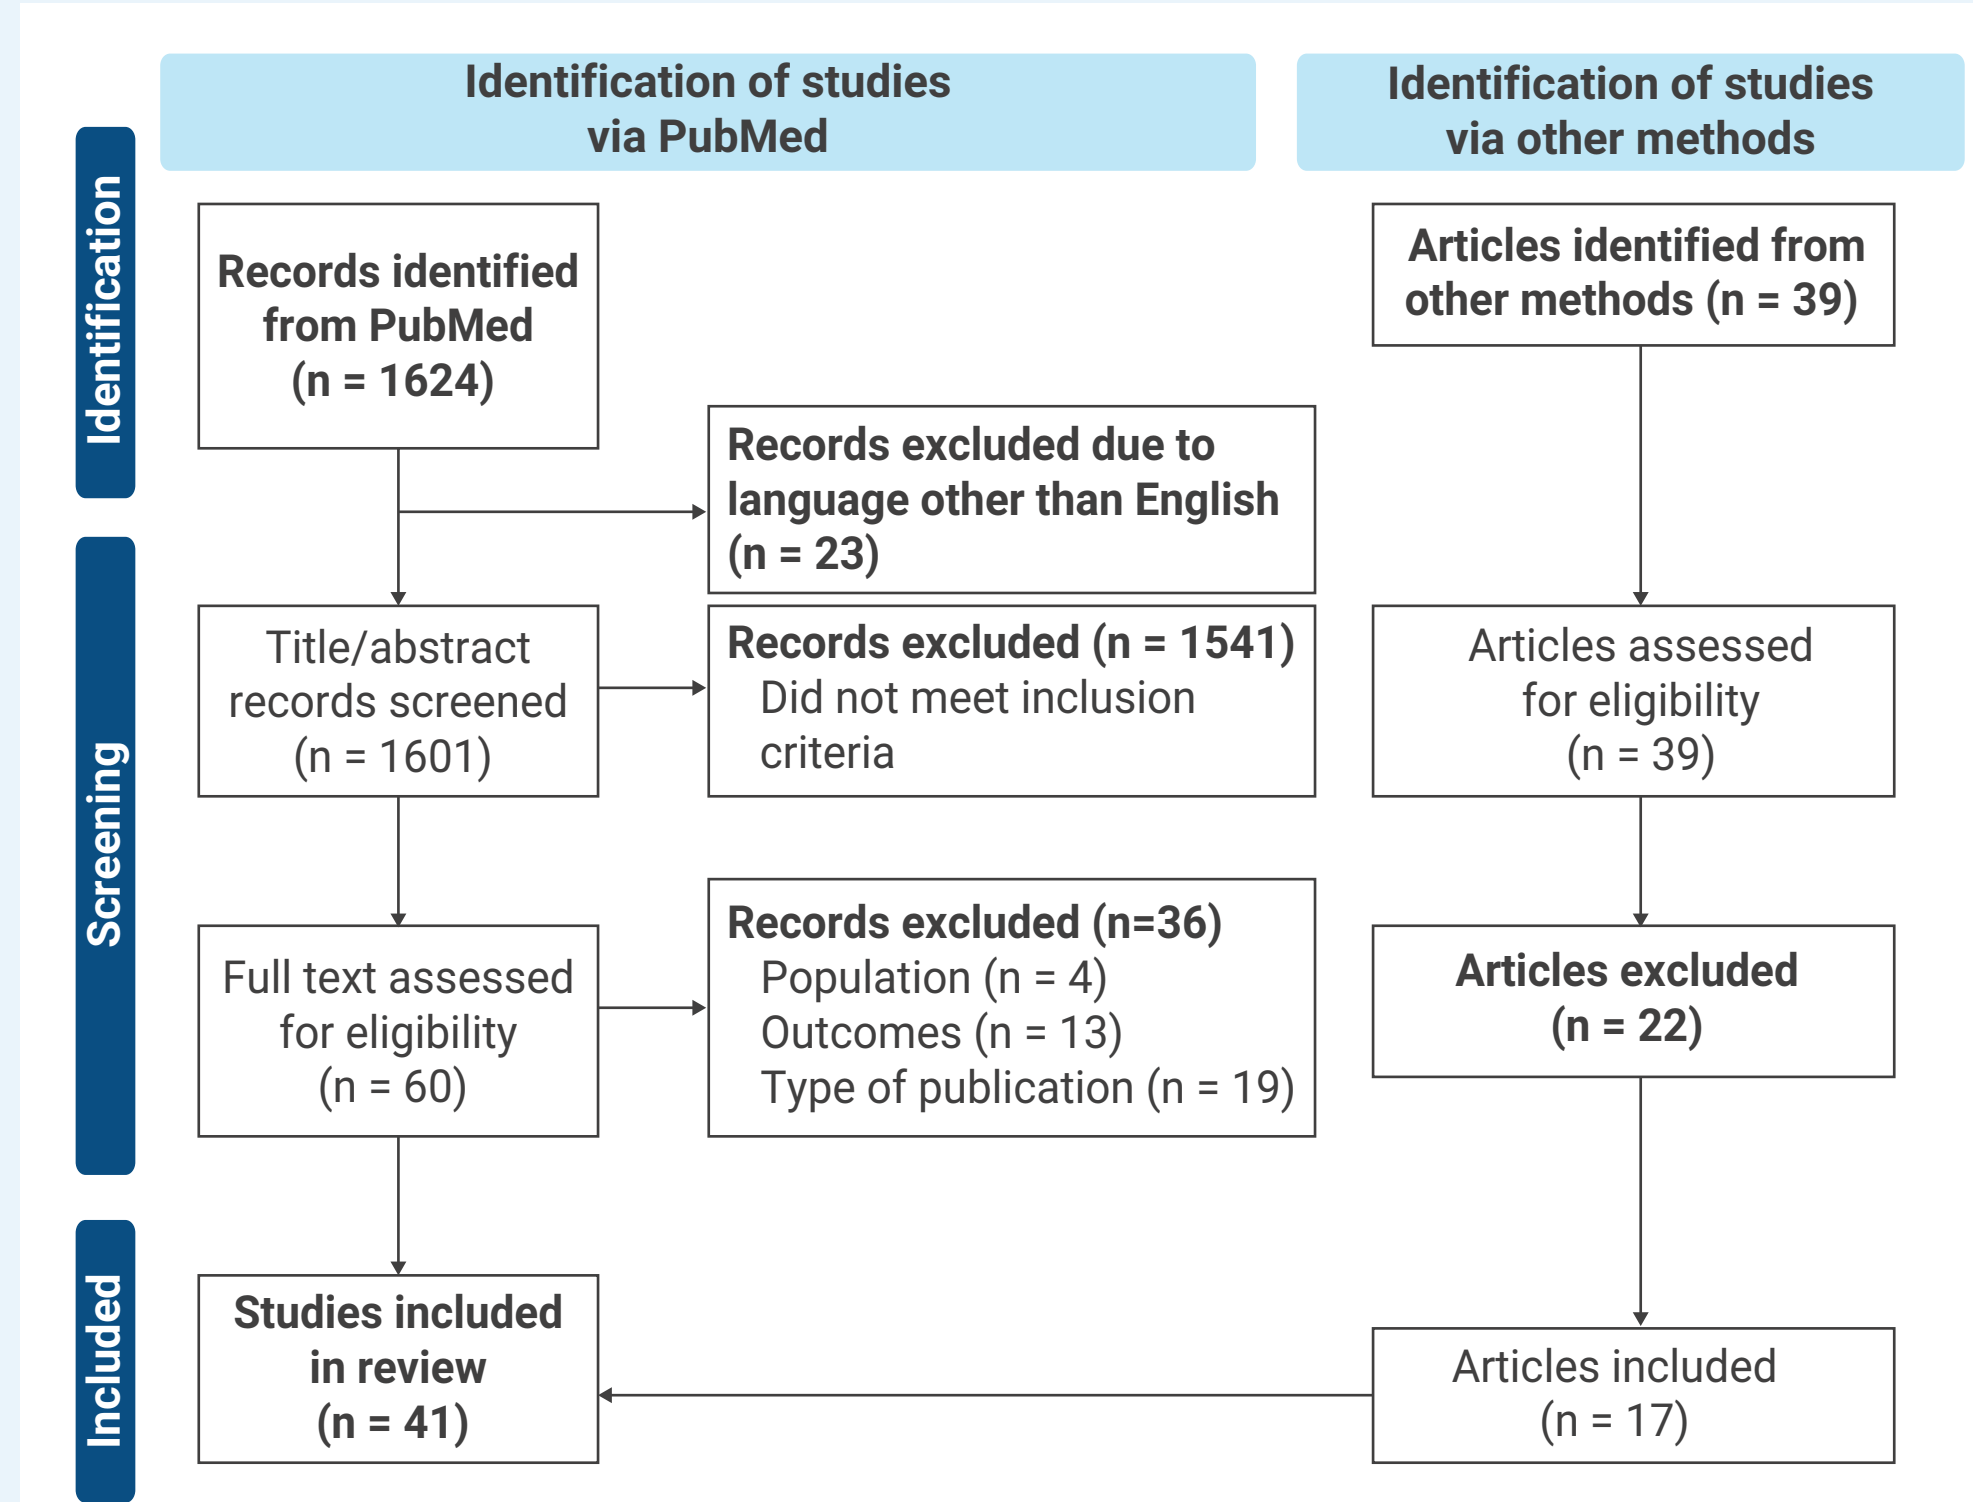 Identification of studies
via PubMed
Identification of studies
via other methods
Identification
Records identified
from PubMed
(n = 1624)
Articles identified from
other methods (n = 39)
Records excluded due to
language other than English
(n = 23)
Screening
Title/abstract
records screened
(n = 1601)
Records excluded (n = 1541)
Did not meet inclusion
criteria
Articles assessed
for eligibility
(n = 39)
Full text assessed
for eligibility
(n = 60)
Records excluded (n=36)
Population (n = 4)
Outcomes (n = 13)
Type of publication (n = 19)
Articles excluded
(n = 22)
Included
Studies included
in review
(n = 41)
Articles included
(n = 17)